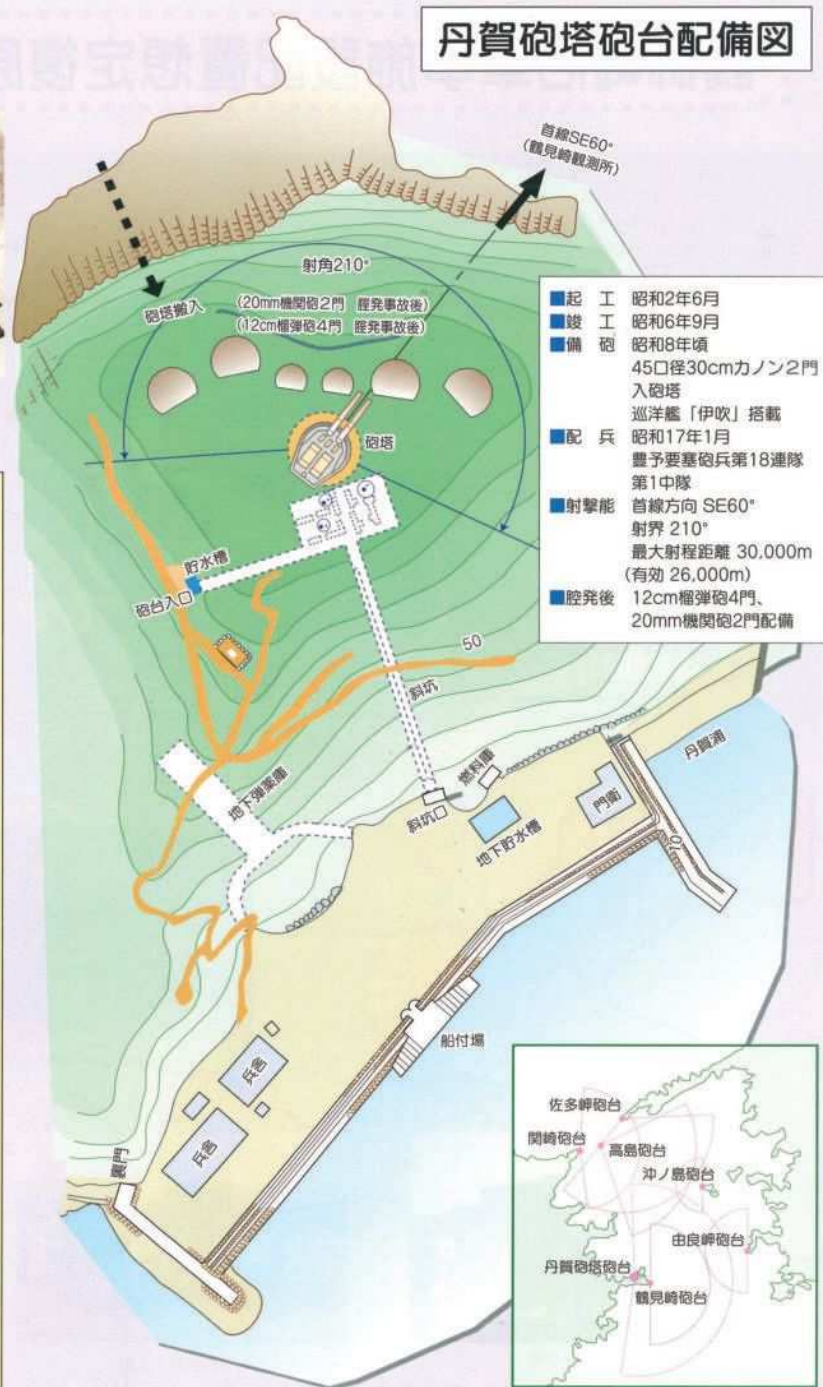 丹賀砲塔砲台配備図
首線SE60°
(鶴見崎観測所)
射角210°
砲塔搬入
(20mm機関砲2門 腔発事故後)
(12cm榴弾砲4門 腔発事故後)
■起 工 昭和2年6月
■竣 工 昭和6年9月
■備 砲 昭和8年頃
45口径30cmカノン2門
入砲塔
巡洋艦「伊吹」搭載
■配 兵 昭和17年1月
豊予要塞砲兵第18連隊
第1中隊
■射撃能 首線方向 SE60°
射界 210°
最大射程距離 30,000m
(有効 26,000m)
■腔発後 12cm榴弾砲4門、
20mm機関砲2門配備
砲塔
貯水槽
砲台入口
50
斜坑
地下弾薬庫
燃料庫
斜坑口
地下貯水槽
門衛
丹賀浦
船付場
兵舎
兵舎
裏門
佐多岬砲台
関崎砲台
高島砲台
沖ノ島砲台
由良岬砲台
丹賀砲塔砲台
鶴見崎砲台